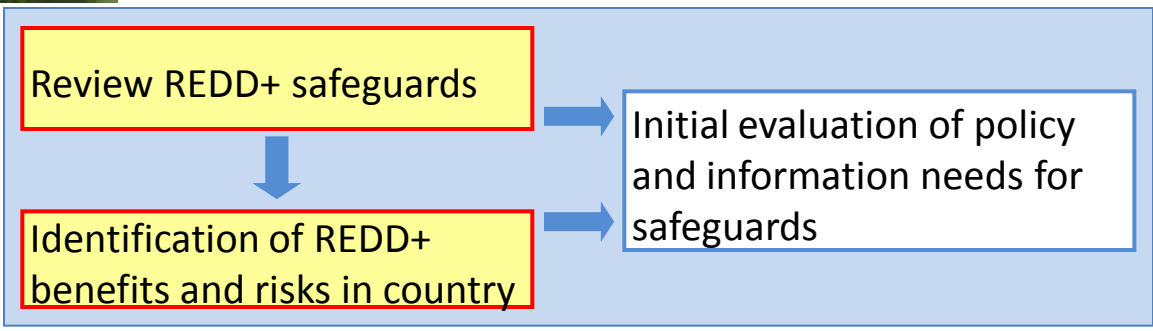 Review REDD+ safeguards
Identification of REDD+
benefits and risks in country
Initial evaluation of policy
and information needs for
safeguards